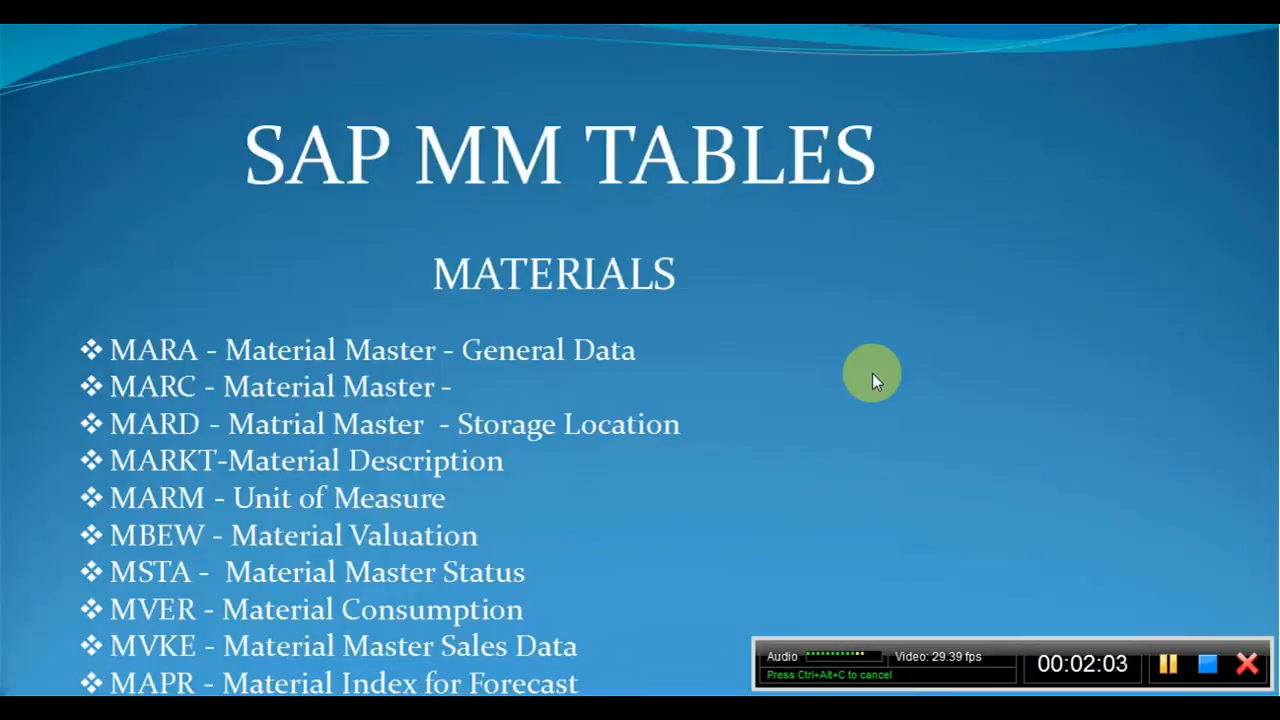 SAP MM TABLES
MATERIALS
❖ MARA - Material Master - General Data
❖ MARC - Material Master -
❖ MARD - Matrial Master  - Storage Location
❖ MARKT-Material Description
❖ MARM - Unit of Measure
❖ MBEW - Material Valuation
❖ MSTA -  Material Master Status
❖ MVER - Material Consumption
❖ MVKE - Material Master Sales Data
❖ MAPR - Material Index for Forecast
Audio Video: 29.39 fps
Press Ctrl+Alt+C to cancel
00:02:03